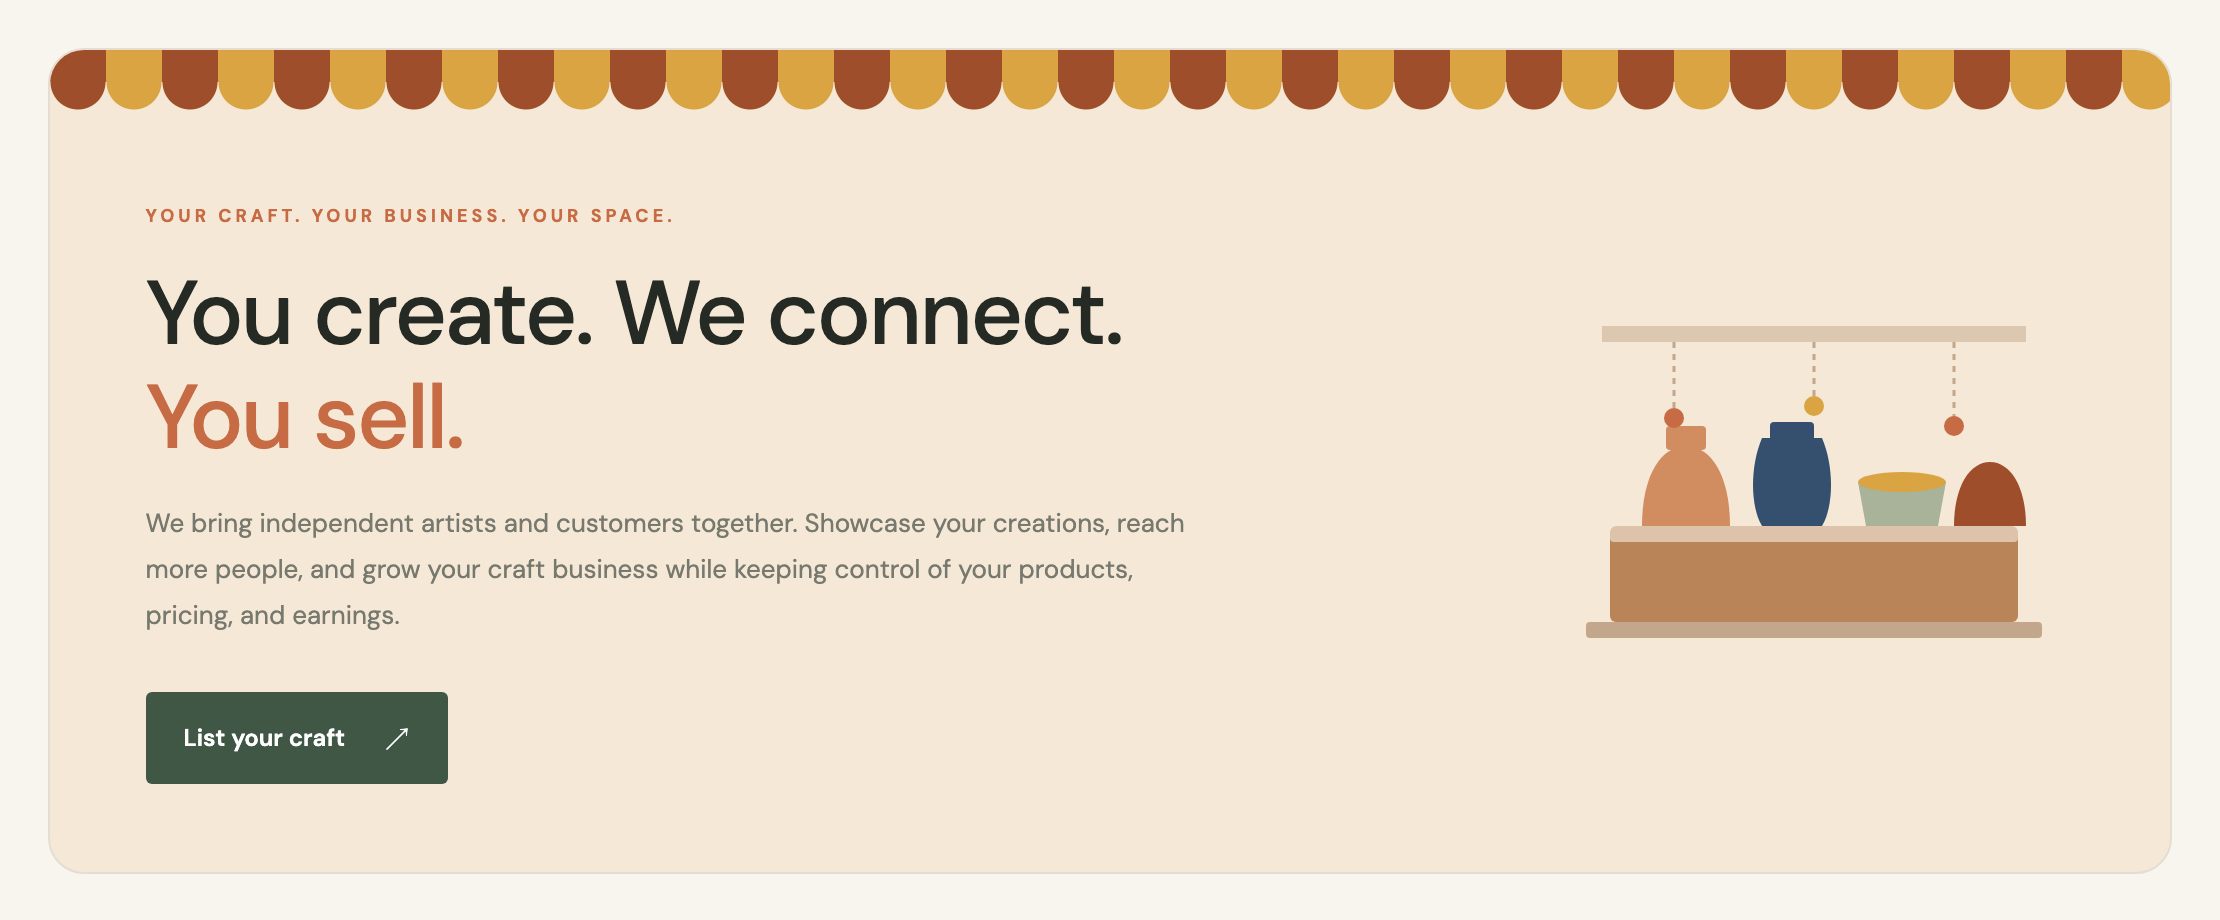 YOUR CRAFT. YOUR BUSINESS. YOUR SPACE.
You create. We connect.
You sell.
We bring independent artists and customers together. Showcase your creations, reach
more people, and grow your craft business while keeping control of your products,
pricing, and earnings.
List your craft